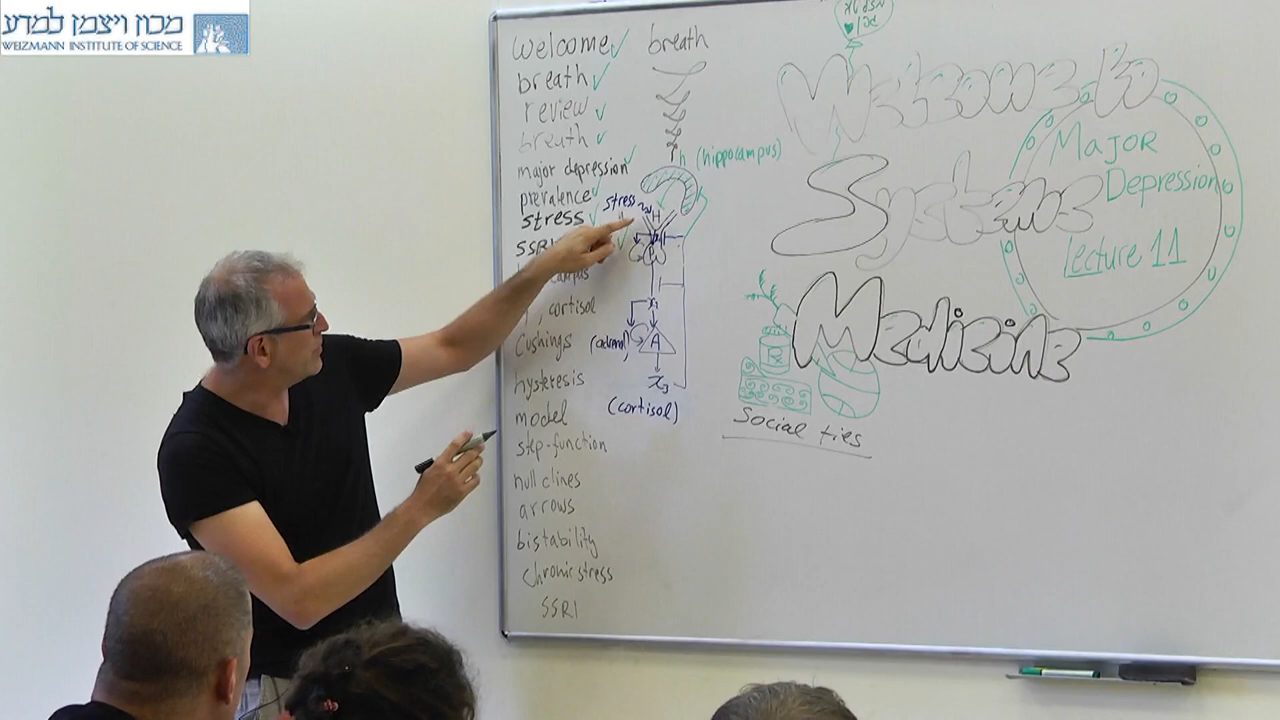 מכון ויצמן למדע
WEIZMANN INSTITUTE OF SCIENCE
welcome ✓
breath ✓
review ✓
breath ✓
major depression ✓
prevalence ✓
stress ✓
SSRI
cortisol
Cushings
hysteresis
model
step-function
null clines
arrows
bistability
chronic stress
SSRI
breath
h (hippocampus)
stress
H
x₂
(adrenal)
A
x₃
(cortisol)
Welcome to
Systems
Medicine
Major
Depression
Lecture 11
Social ties